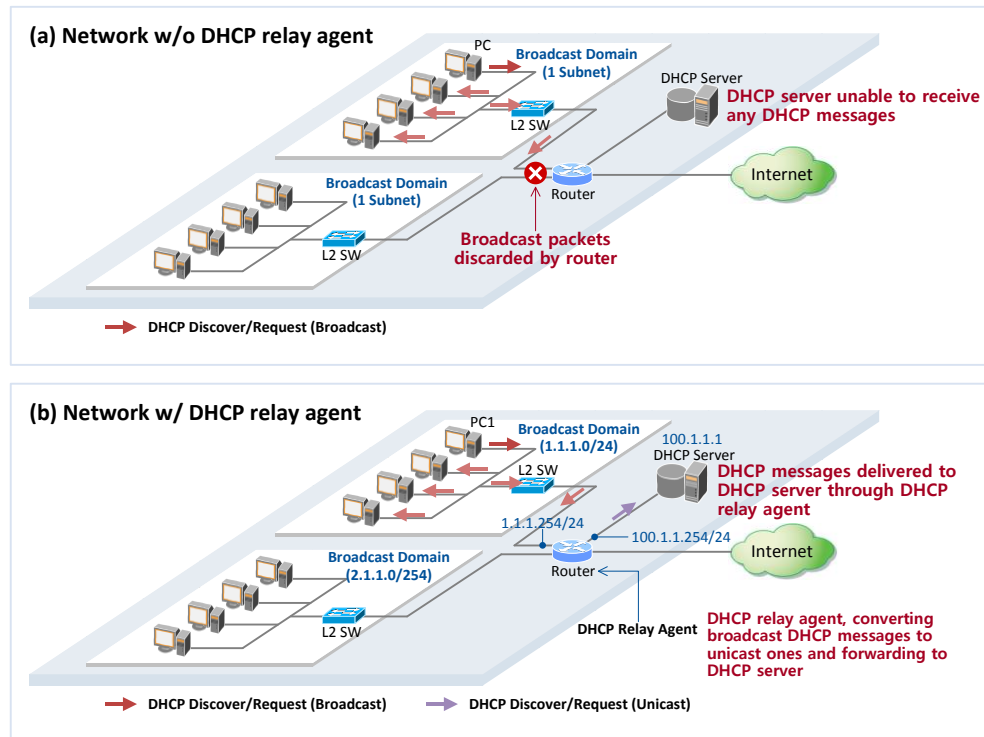 (a) Network w/o DHCP relay agent
PC
Broadcast Domain
(1 Subnet)
L2 SW
DHCP Server
DHCP server unable to receive
any DHCP messages
Internet
Router
Broadcast Domain
(1 Subnet)
L2 SW
Broadcast packets
discarded by router
DHCP Discover/Request (Broadcast)
(b) Network w/ DHCP relay agent
PC1
Broadcast Domain
(1.1.1.0/24)
L2 SW
100.1.1.1
DHCP Server
DHCP messages delivered to
DHCP server through DHCP
relay agent
1.1.1.254/24
100.1.1.254/24
Internet
Router
Broadcast Domain
(2.1.1.0/254)
L2 SW
DHCP Relay Agent
DHCP relay agent, converting
broadcast DHCP messages to
unicast ones and forwarding to
DHCP server
DHCP Discover/Request (Broadcast)
DHCP Discover/Request (Unicast)